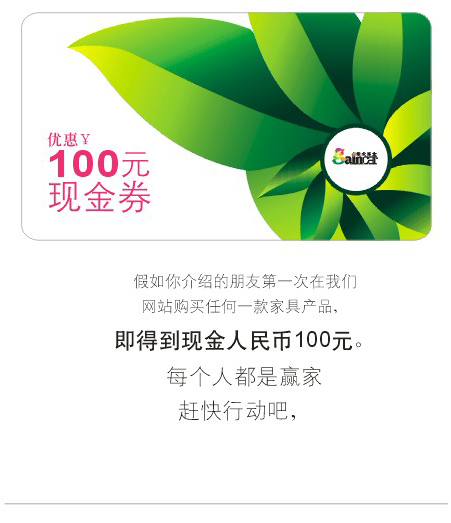 优惠￥
100元
现金券
假如你介绍的朋友第一次在我们
网站购买任何一款家具产品，
即得到现金人民币100元。
每个人都是赢家
赶快行动吧，